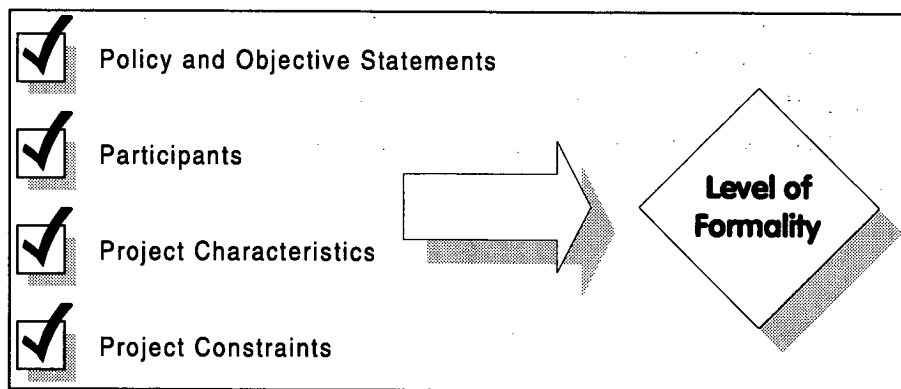 Policy and Objective Statements
Participants
Project Characteristics
Project Constraints
Level of
Formality